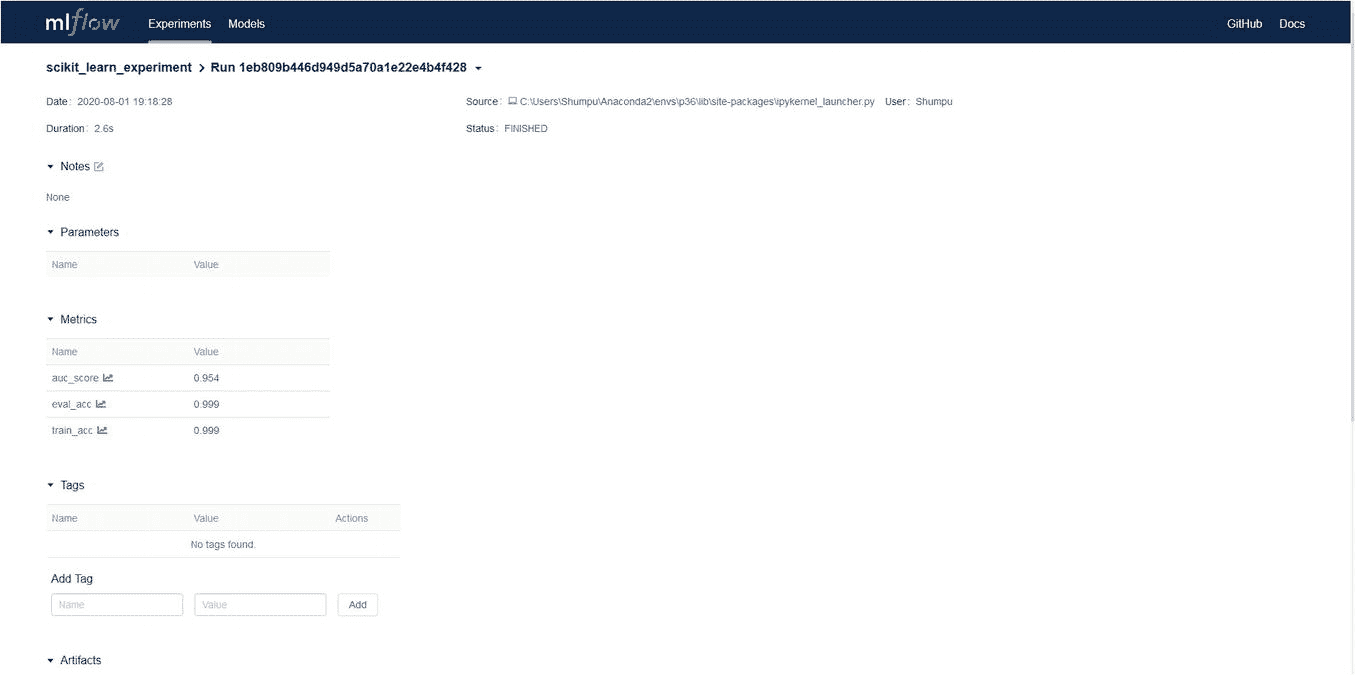 mlflow Experiments Models GitHub Docs
scikit_learn_experiment > Run 1eb809b446d949d5a70a1e22e4b4f428
Date: 2020-08-01 19:18:28 Source: C:\Users\Shumpu\Anaconda2\envs\p36\lib\site-packages\ipykernel_launcher.py User: Shumpu
Duration: 2.6s Status: FINISHED
Notes
None
Parameters
Name Value
Metrics
Name Value
auc_score 0.954
eval_acc 0.999
train_acc 0.999
Tags
Name Value Actions
No tags found.
Add Tag
Name Value Add
Artifacts